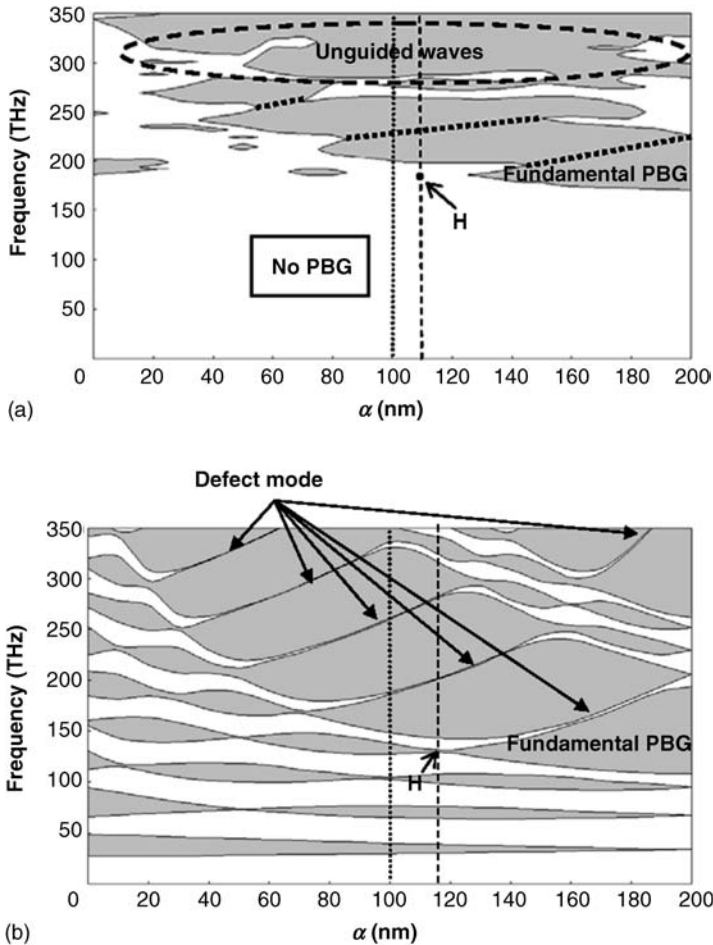 350
300
250
200
150
100
50
Frequency (THz)
Unguided waves
Fundamental PBG
H
No PBG
0 20 40 60 80 100 120 140 160 180 200
α (nm)
(a)
Defect mode
350
300
250
200
150
100
50
Frequency (THz)
Fundamental PBG
H
0 20 40 60 80 100 120 140 160 180 200
α (nm)
(b)